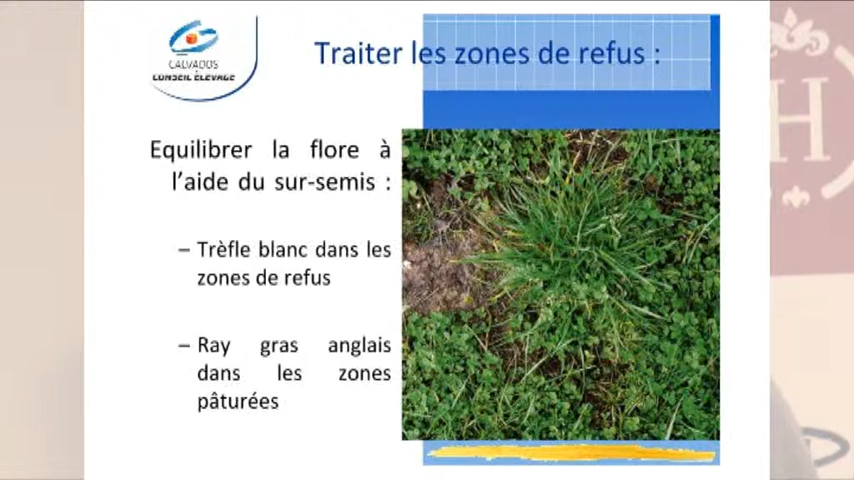 CALVADOS
CONSEIL ÉLEVAGE
Traiter les zones de refus :
Equilibrer la flore à
l’aide du sur-semis :
– Trèfle blanc dans les
zones de refus
– Ray gras anglais
dans les zones
pâturées
H